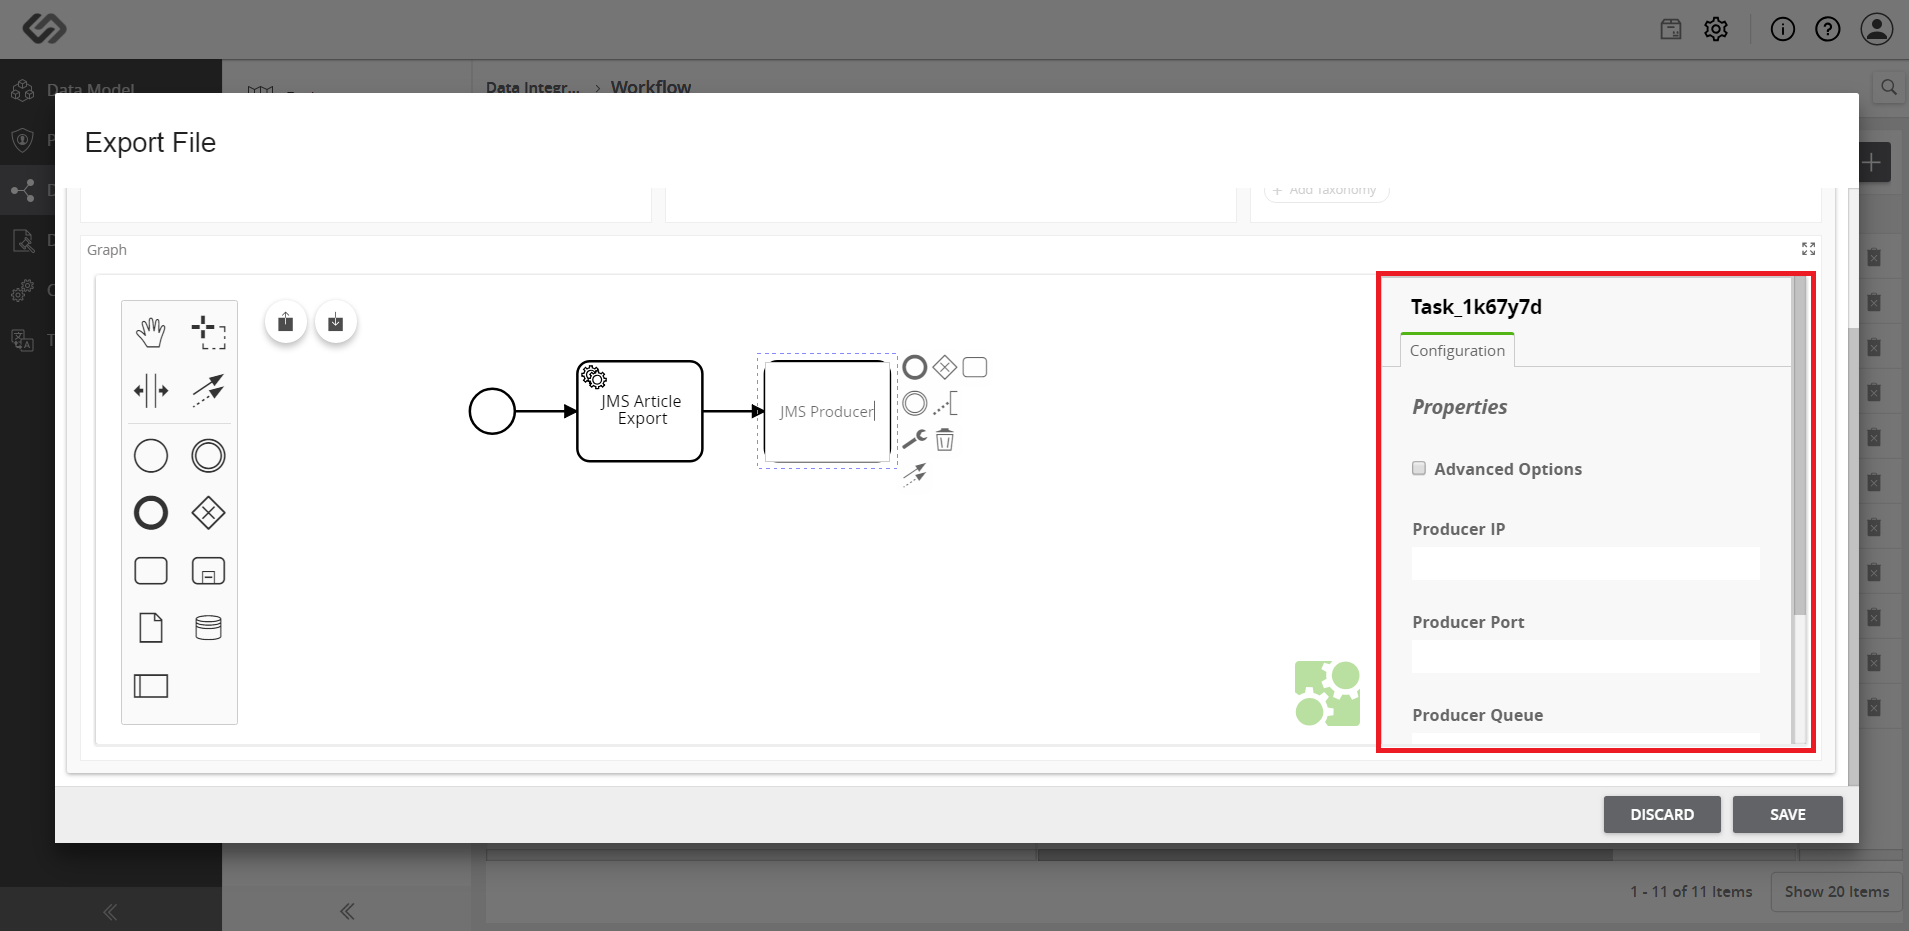 Data Model
Data Integr... › Workflow
Export File
+ Add Taxonomy
Graph
Task_1k67y7d
Configuration
JMS Article
Export
JMS Producer
Properties
Advanced Options
Producer IP
Producer Port
Producer Queue
DISCARD
SAVE
1 - 11 of 11 Items
Show 20 Items